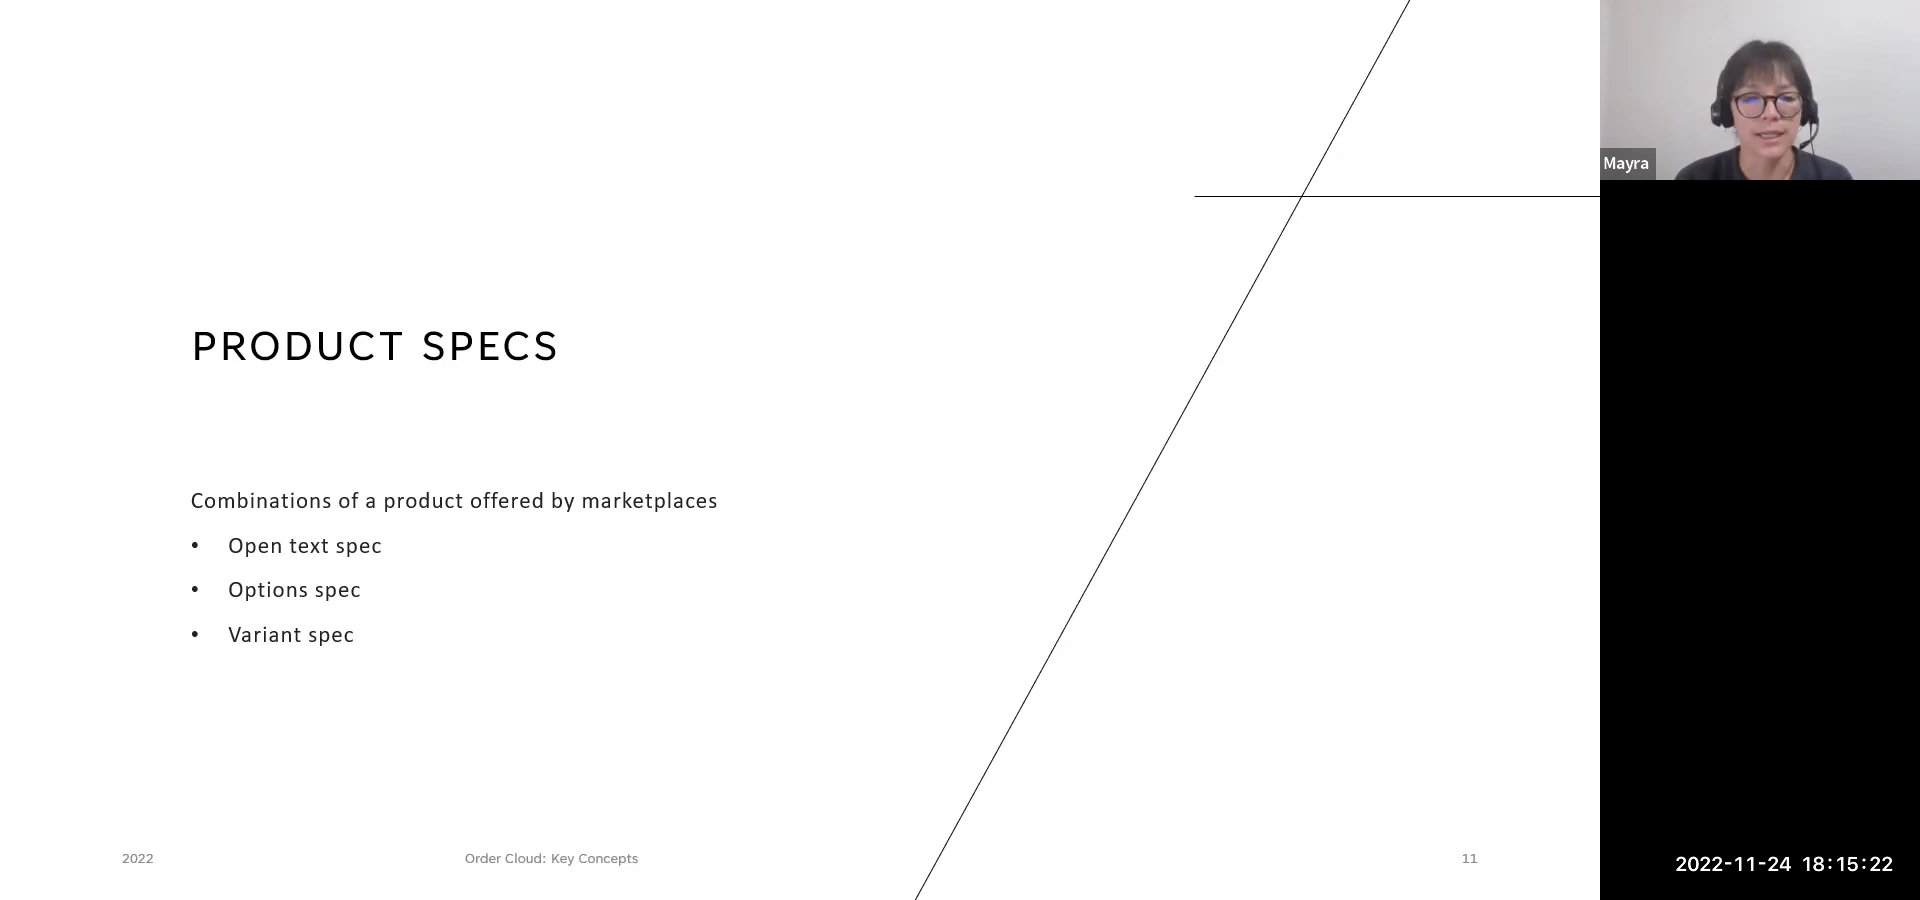 PRODUCT SPECS
Combinations of a product offered by marketplaces
• Open text spec
• Options spec
• Variant spec
2022
Order Cloud: Key Concepts
11
Mayra
2022-11-24 18:15:22